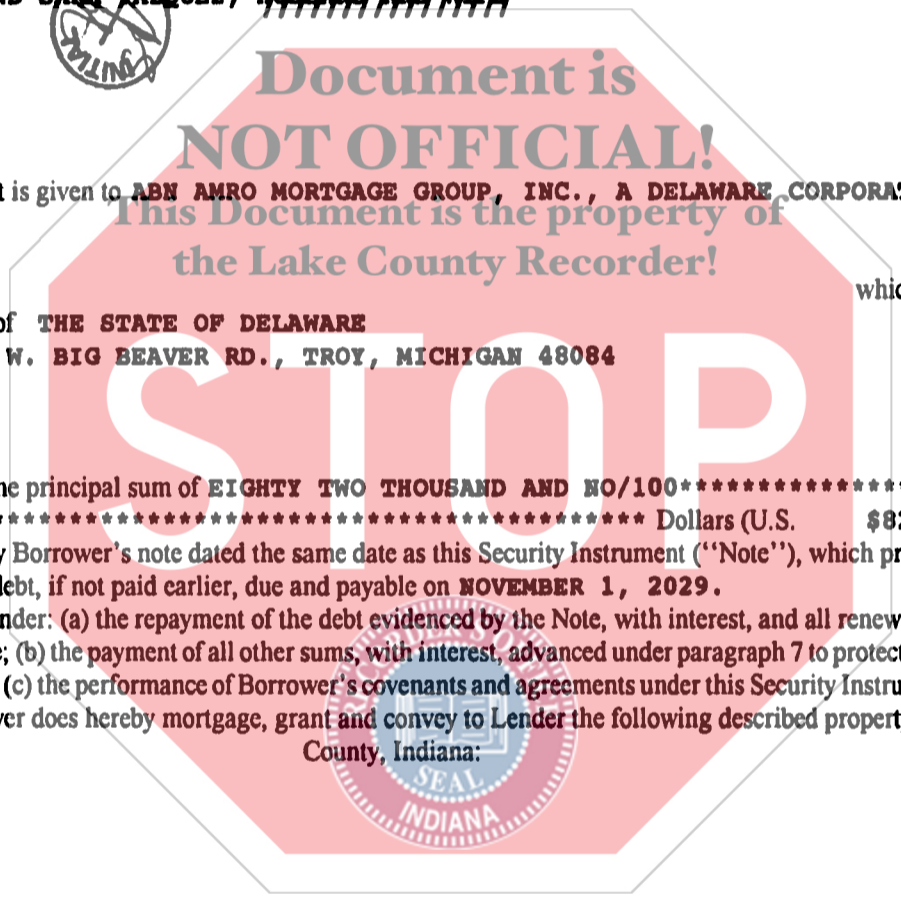 INITIAL
Document is
NOT OFFICIAL!
is given to ABN AMRO MORTGAGE GROUP, INC., A DELAWARE CORPORA
This Document is the property of
the Lake County Recorder!
whic
of THE STATE OF DELAWARE
W. BIG BEAVER RD., TROY, MICHIGAN 48084
STOP
he principal sum of EIGHTY TWO THOUSAND AND NO/100****************
****************************************** Dollars (U.S. $82
Borrower's note dated the same date as this Security Instrument (‘‘Note’’), which pr
ebt, if not paid earlier, due and payable on NOVEMBER 1, 2029.
nder: (a) the repayment of the debt evidenced by the Note, with interest, and all renew
; (b) the payment of all other sums, with interest, advanced under paragraph 7 to protect
(c) the performance of Borrower's covenants and agreements under this Security Instru
ver does hereby mortgage, grant and convey to Lender the following described propert
County, Indiana:
RECORDER'S OFFICE
SEAL
INDIANA